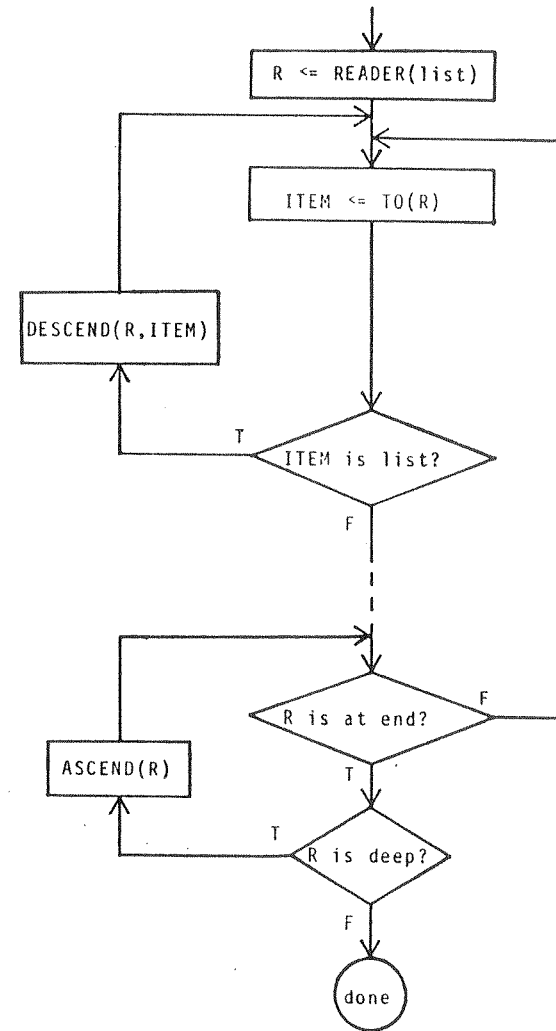 R <= READER(list)
ITEM <= TO(R)
DESCEND(R,ITEM)
T
ITEM is list?
F
R is at end?
F
ASCEND(R)
T
T
R is deep?
F
done